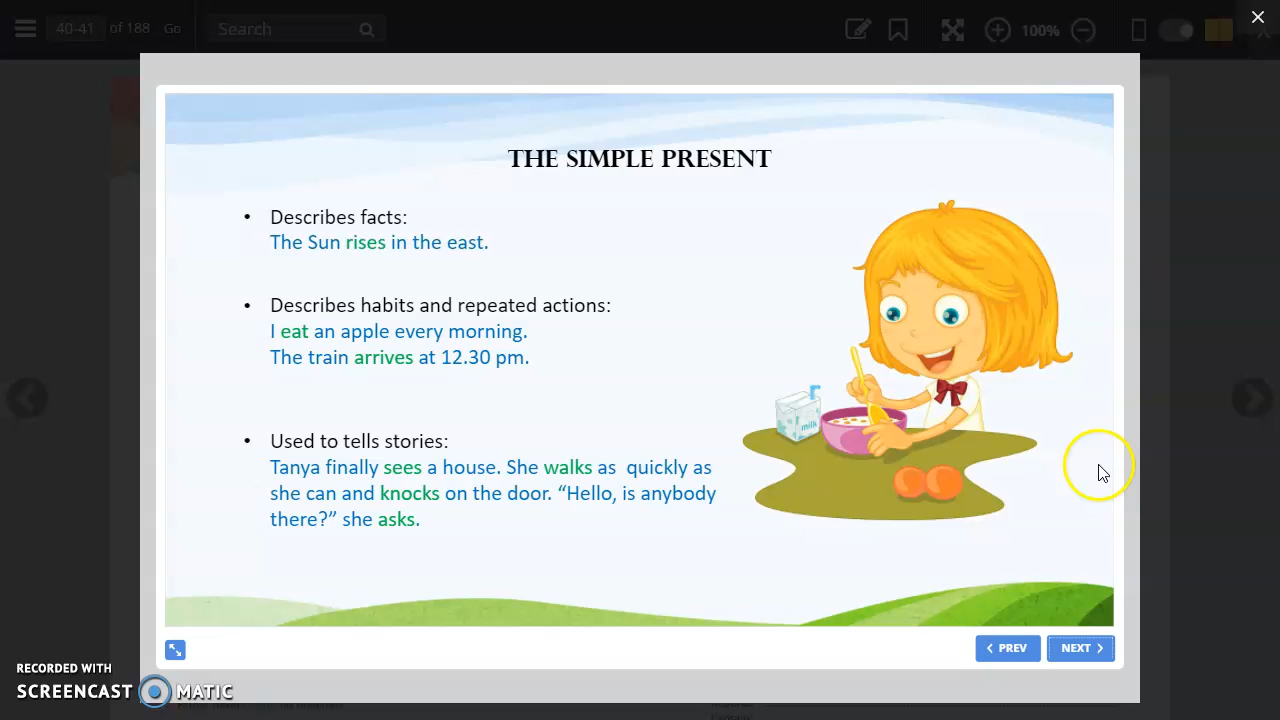 40-41 of 188 Go
Search
100%
THE SIMPLE PRESENT
• Describes facts:
The Sun rises in the east.
• Describes habits and repeated actions:
I eat an apple every morning.
The train arrives at 12.30 pm.
• Used to tells stories:
Tanya finally sees a house. She walks as quickly as
she can and knocks on the door. “Hello, is anybody
there?” she asks.
milk
PREV
NEXT
RECORDED WITH
SCREENCAST MATIC